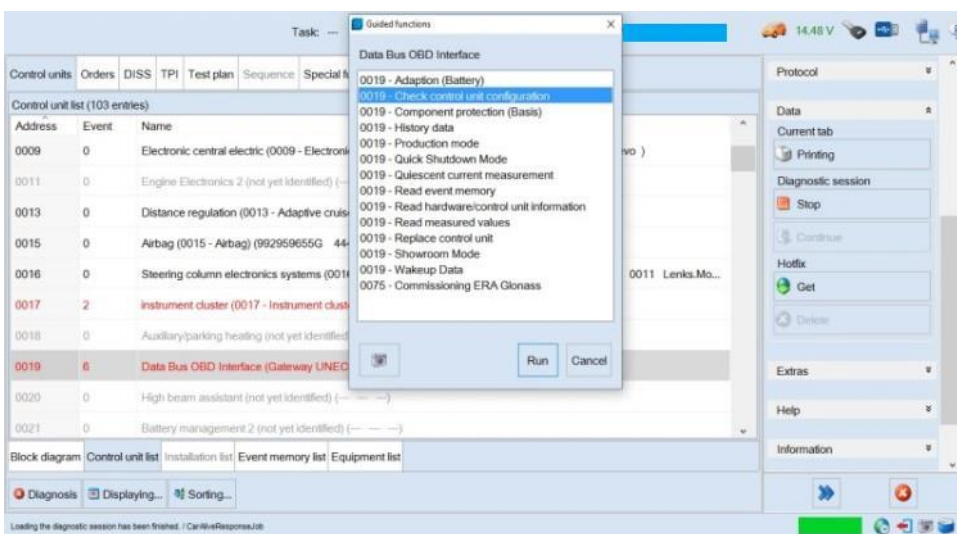 Task: ---
Guided functions
14.48 V
Data Bus OBD Interface
0019 - Adaption (Battery)
0019 - Check control unit configuration
0019 - Component protection (Basis)
0019 - History data
0019 - Production mode
0019 - Quick Shutdown Mode
0019 - Quiescent current measurement
0019 - Read event memory
0019 - Read hardware/control unit information
0019 - Read measured values
0019 - Replace control unit
0019 - Showroom Mode
0019 - Wakeup Data
0075 - Commissioning ERA Glonass
Run Cancel
Control units Orders DISS TPI Test plan Sequence Special
Control unit list (103 entries)
Address Event Name
0009 0 Electronic central electric (0009 - vo )
0011 0 Engine Electronics 2 (not yet identified)
0013 0 Distance regulation (0013 - Adaptive
0015 0 Airbag (0015 - Airbag) (992959655G
0016 0 Steering column electronics systems 0011 Lenks.Mo...
0017 2 instrument cluster (0017 - Instrument
0018 0 Auxiliary/parking heating (not yet identified
0019 6 Data Bus OBD Interface (Gateway
0020 0 High beam assistant (not yet identified) (--- --- ---)
0021 0 Battery management 2 (not yet identified) (--- --- ---)
Block diagram Control unit list Installation list Event memory list Equipment list
Diagnosis Displaying... Sorting...
Loading the diagnostic session has been finished. / CanAliveResponseJob
Protocol
Data
Current tab
Printing
Diagnostic session
Stop
Continue
Hotfix
Get
Delete
Extras
Help
Information